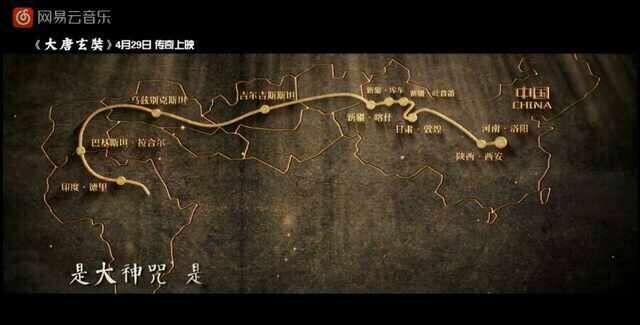 网易云音乐
《大唐玄奘》4月29日 传奇上映
乌兹别克斯坦
吉尔吉斯斯坦
新疆·库车
新疆·吐鲁番
中国
CHINA
新疆·喀什
甘肃·敦煌
河南·洛阳
巴基斯坦·拉合尔
陕西·西安
印度·德里
是大神咒 是